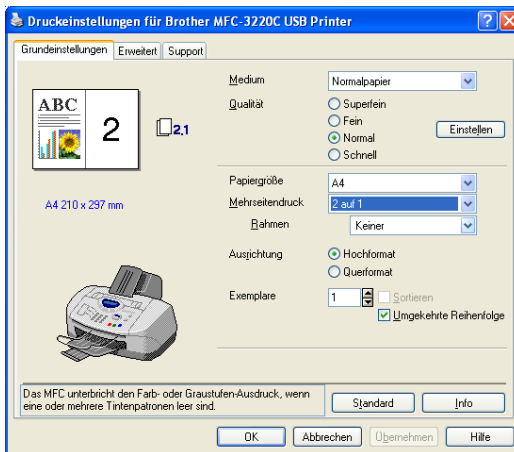 Druckeinstellungen für Brother MFC-3220C USB Printer
Grundeinstellungen Erweitert Support
Medium Normalpapier
Qualität Superfein
Fein
Normal
Schnell
Einstellen
ABC
2
2.1
A4 210 x 297 mm
Papiergröße A4
Mehrseitendruck 2 auf 1
Rahmen Keiner
Ausrichtung Hochformat
Querformat
Exemplare 1 Sortieren
Umgekehrte Reihenfolge
Das MFC unterbricht den Farb- oder Graustufen-Ausdruck, wenn
eine oder mehrere Tintenpatronen leer sind.
Standard Info
OK Abbrechen Übernehmen Hilfe